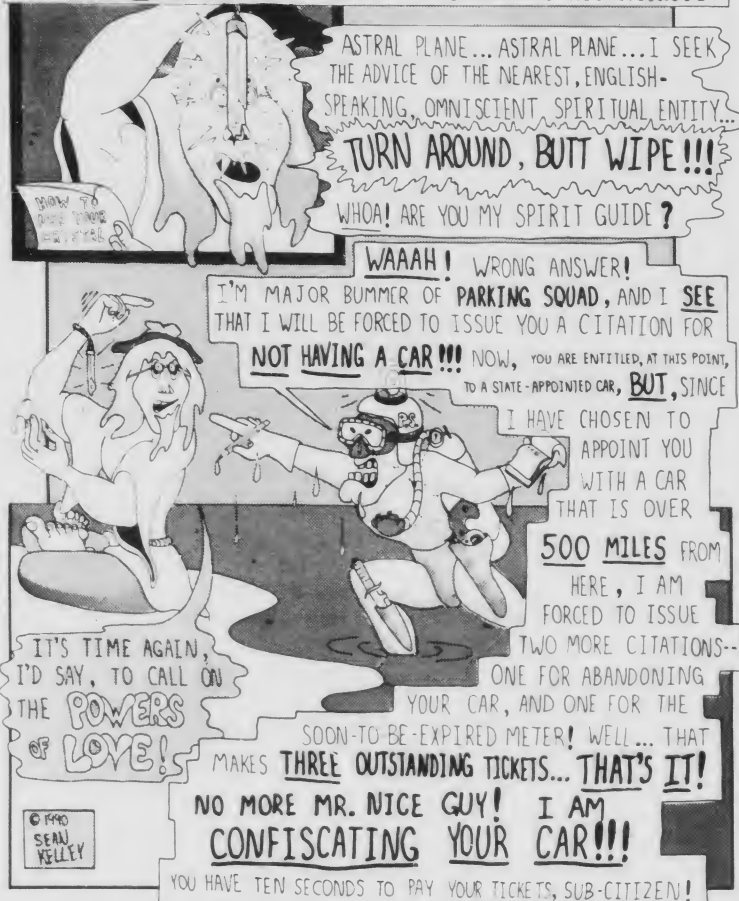 ASTRAL PLANE... ASTRAL PLANE... I SEEK
THE ADVICE OF THE NEAREST, ENGLISH-
SPEAKING, OMNISCIENT, SPIRITUAL ENTITY...
TURN AROUND, BUTT WIPE!!!
HOW TO
USE YOUR
CRYSTAL
WHOA! ARE YOU MY SPIRIT GUIDE?
WAAAH! WRONG ANSWER!
I'M MAJOR BUMMER OF PARKING SQUAD, AND I SEE
THAT I WILL BE FORCED TO ISSUE YOU A CITATION FOR
NOT HAVING A CAR!!! NOW, YOU ARE ENTITLED, AT THIS POINT,
TO A STATE-APPOINTED CAR, BUT, SINCE
I HAVE CHOSEN TO
APPOINT YOU
WITH A CAR
THAT IS OVER
500 MILES FROM
HERE, I AM
FORCED TO ISSUE
TWO MORE CITATIONS--
ONE FOR ABANDONING
YOUR CAR, AND ONE FOR THE
SOON-TO-BE-EXPIRED METER! WELL... THAT
MAKES THREE OUTSTANDING TICKETS... THAT'S IT!
NO MORE MR. NICE GUY! I AM
CONFISCATING YOUR CAR!!!
YOU HAVE TEN SECONDS TO PAY YOUR TICKETS, SUB-CITIZEN!
P.S.
IT'S TIME AGAIN,
I'D SAY, TO CALL ON
THE POWERS
OF LOVE!
© 1990
SEAN
KELLEY